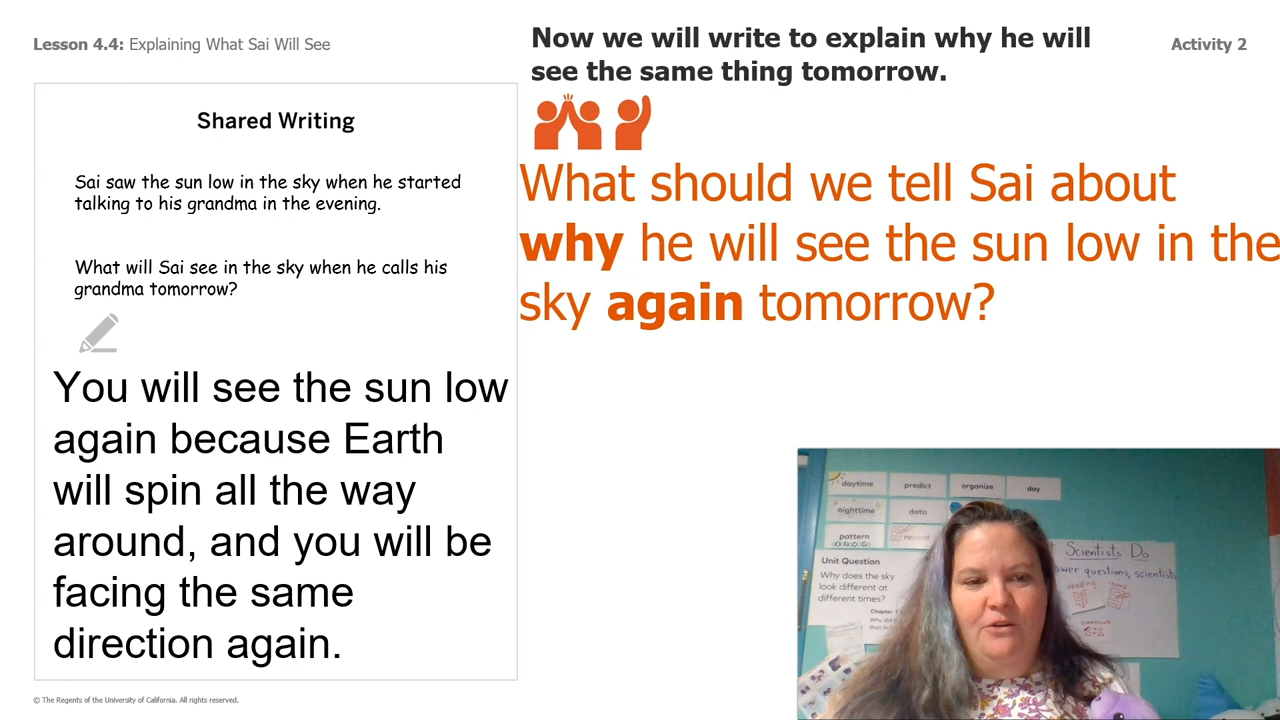 Lesson 4.4: Explaining What Sai Will See
Now we will write to explain why he will
see the same thing tomorrow.
Activity 2
Shared Writing
Sai saw the sun low in the sky when he started
talking to his grandma in the evening.
What will Sai see in the sky when he calls his
grandma tomorrow?
You will see the sun low
again because Earth
will spin all the way
around, and you will be
facing the same
direction again.
What should we tell Sai about
why he will see the sun low in the
sky again tomorrow?
daytime
predict
organize
day
nighttime
data
pattern
record
Unit Question
Why does the sky
look different at
different times?
Chapter 1
Scientists Do
questions, scientists
reading
© The Regents of the University of California. All rights reserved.